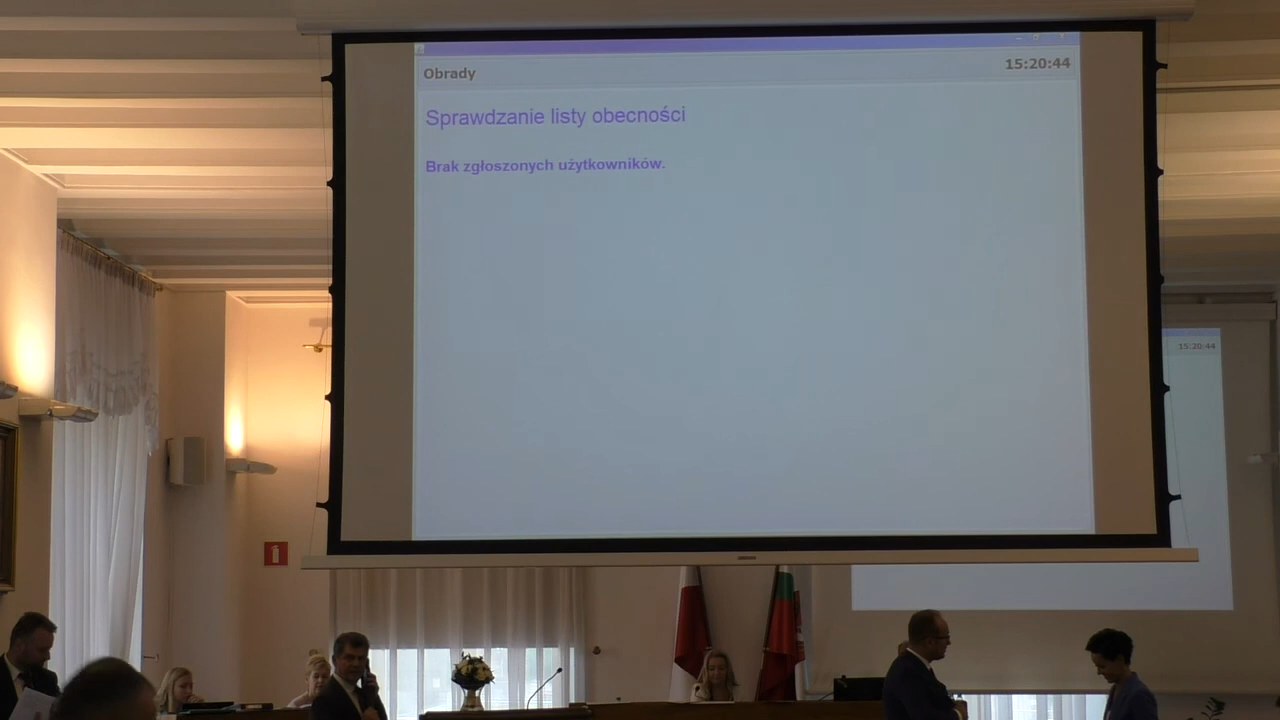 Obrady
15:20:44
Sprawdzanie listy obecności
Brak zgłoszonych użytkowników.
15:20:44